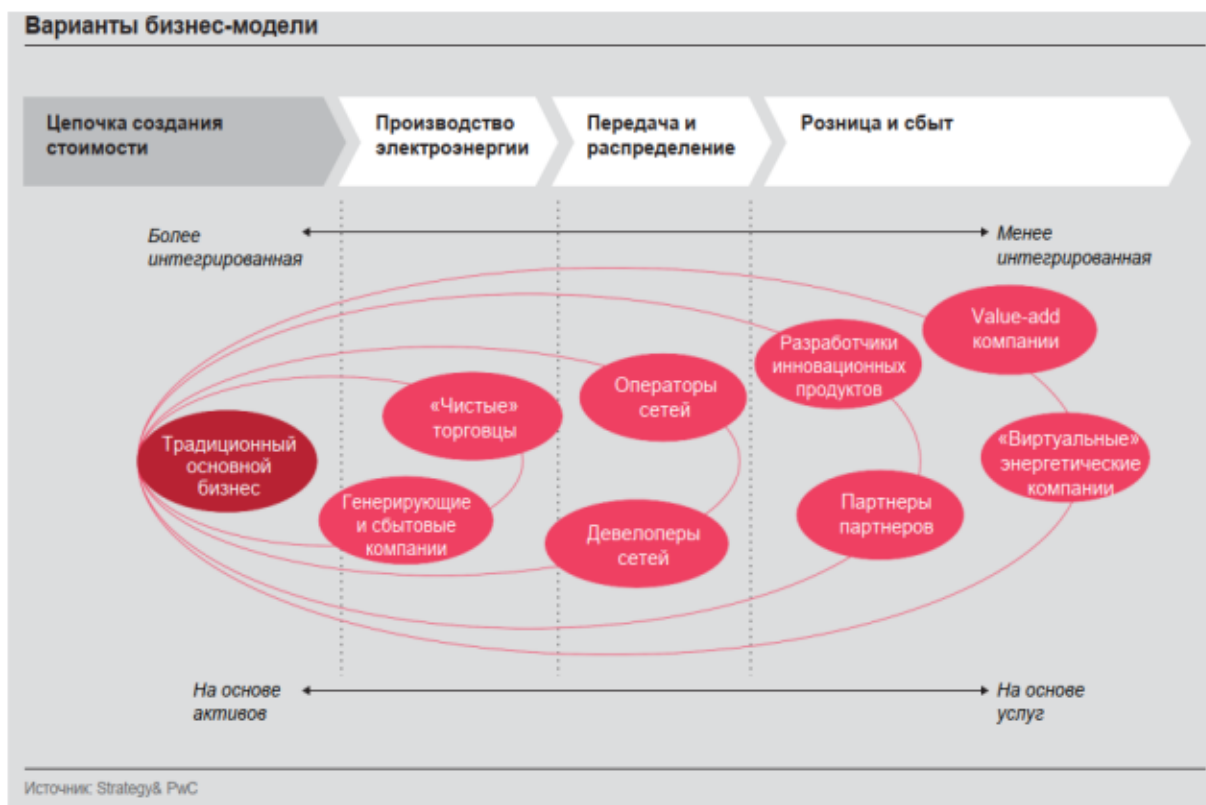 Варианты бизнес-модели
Цепочка создания
стоимости
Производство
электроэнергии
Передача и
распределение
Розница и сбыт
Более
интегрированная
Менее
интегрированная
Value-add
компании
Разработчики
инновационных
продуктов
Операторы
сетей
«Чистые»
торговцы
Традиционный
основной
бизнес
«Виртуальные»
энергетические
компании
Генерирующие
и сбытовые
компании
Партнеры
партнеров
Девелоперы
сетей
На основе
активов
На основе
услуг
Источник: Strategy& PwC